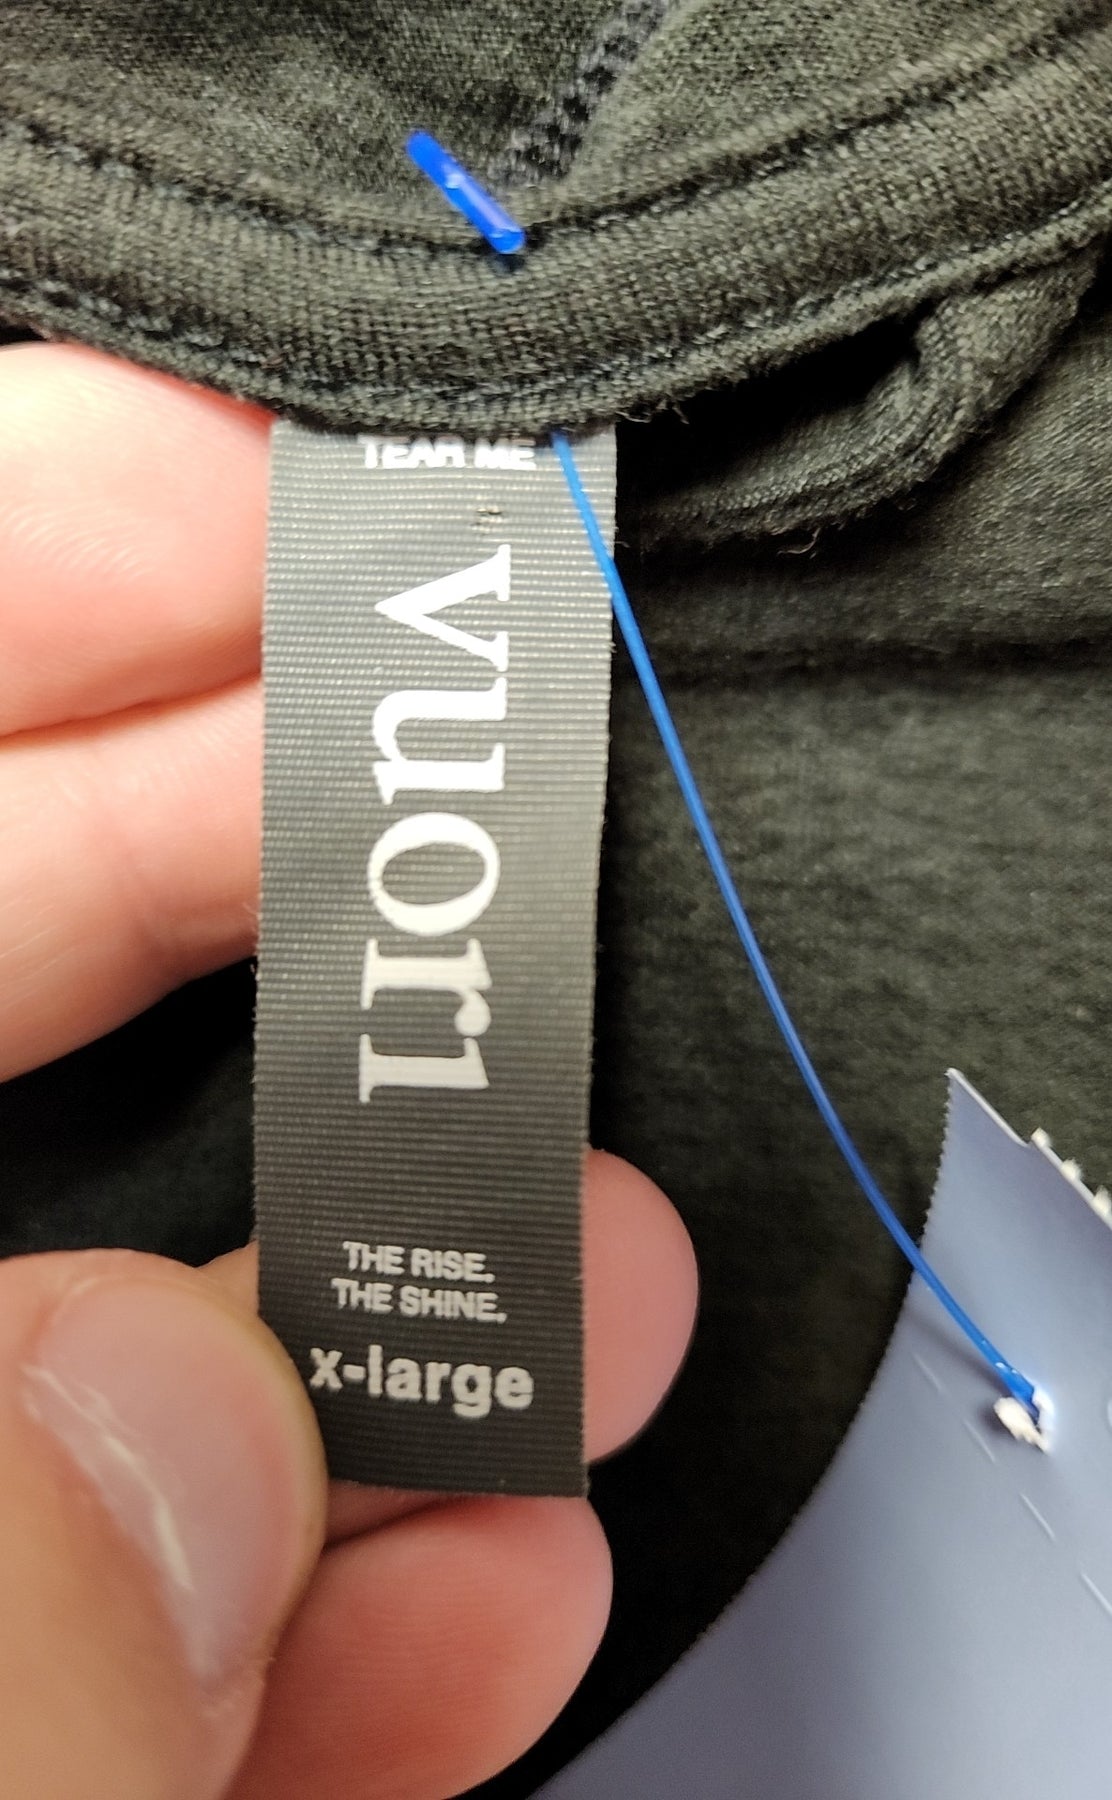 TEAR ME
vuori
THE RISE.
THE SHINE.
x-large